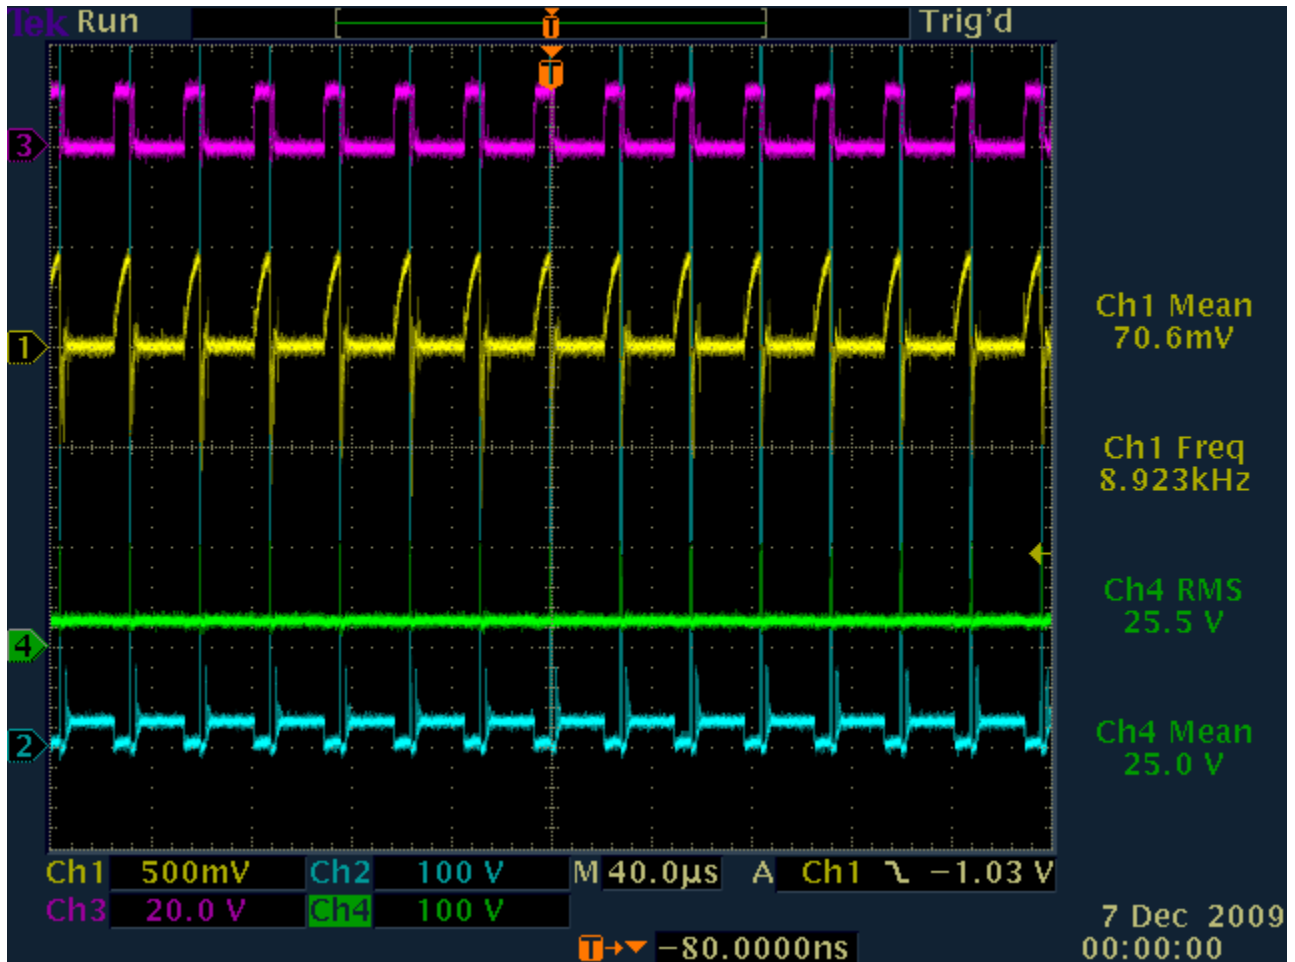 Tek Run Trig'd
T
T
3
1
4
2
Ch1 Mean
70.6mV
Ch1 Freq
8.923kHz
Ch4 RMS
25.5 V
Ch4 Mean
25.0 V
Ch1 500mV Ch2 100 V M 40.0µs A Ch1 −1.03 V
Ch3 20.0 V Ch4 100 V
T −80.0000ns
7 Dec 2009
00:00:00